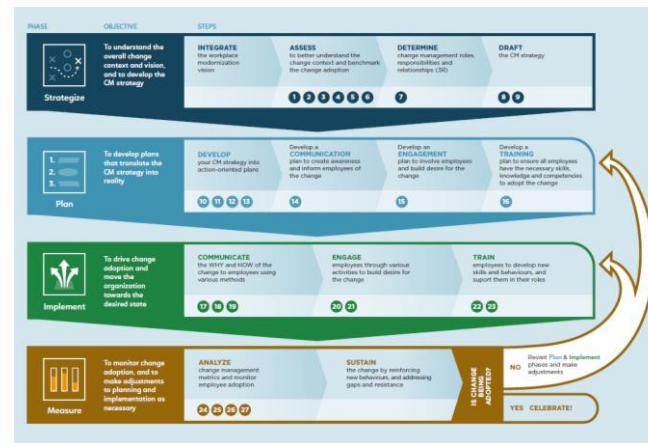 PHASE OBJECTIVE STEPS
Strategize
To understand the
overall change
context and vision,
and to develop the
CM strategy
INTEGRATE
the workplace
modernization
vision
ASSESS
to better understand the
change context and benchmark
the change adoption
1 2 3 4 5 6
DETERMINE
change management roles,
responsibilities and
relationships (3R)
7
DRAFT
the CM strategy
8 9
1.
2.
3.
Plan
To develop plans
that translate the
CM strategy into
reality
DEVELOP
your CM strategy into
action-oriented plans
10 11 12 13
Develop a
COMMUNICATION
plan to create awareness
and inform employees of
the change
14
Develop an
ENGAGEMENT
plan to involve employees
and build desire for the
change
15
Develop a
TRAINING
plan to ensure all employees
have the necessary skills,
knowledge and competencies
to adopt the change
16
Implement
To drive change
adoption and
move the
organization
towards the
desired state
COMMUNICATE
the WHY and HOW of the
change to employees using
various methods
17 18 19
ENGAGE
employees through various
activities to build desire for
the change
20 21
TRAIN
employees to develop new
skills and behaviours, and
suport them in their roles
22 23
Measure
To monitor change
adoption, and to
make adjustments
to planning and
implementation as
necessary
ANALYZE
change management
metrics and monitor
employee adoption
24 25 26 27
SUSTAIN
the change by reinforcing
new behaviours, and addressing
gaps and resistance
IS CHANGE
BEING
ADOPTED?
NO
Revisit Plan & Implement
phases and make
adjustments
YES CELEBRATE!